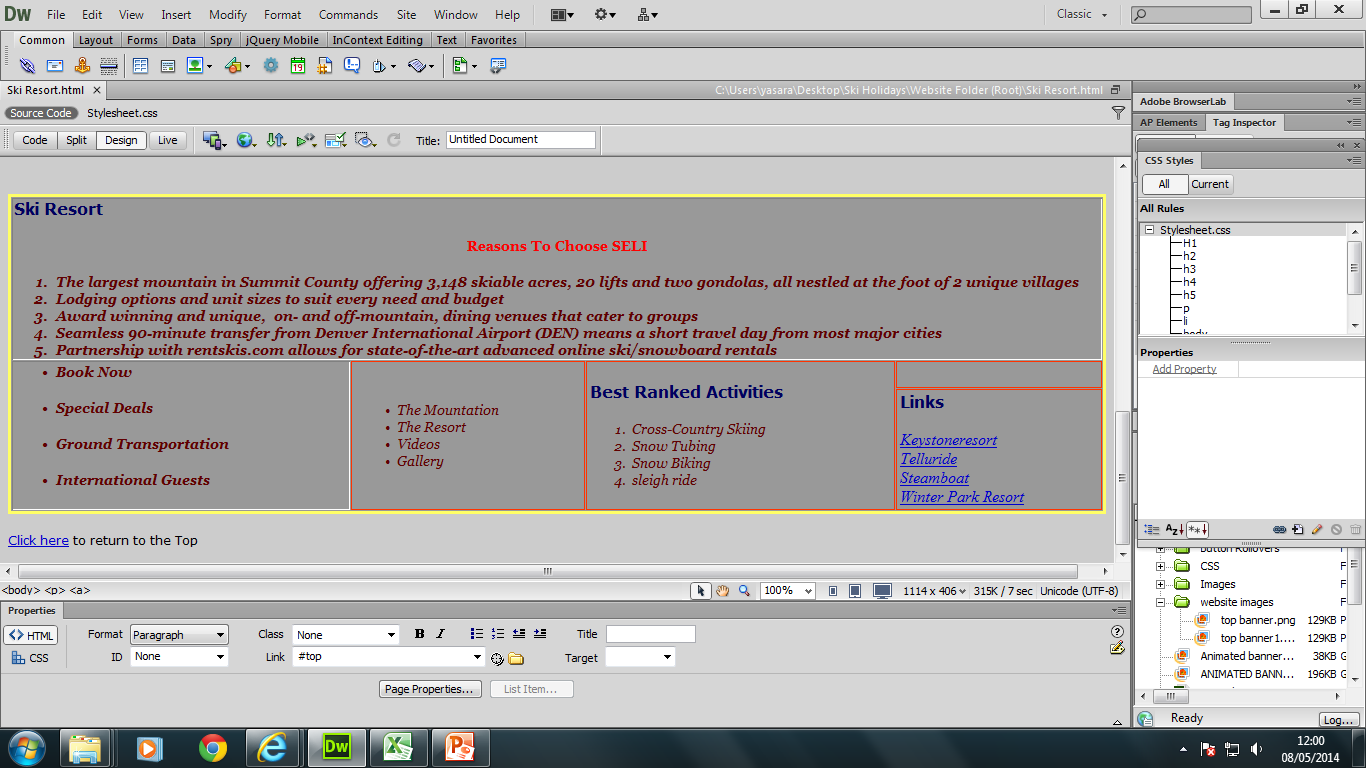 Dw File Edit View Insert Modify Format Commands Site Window Help Classic
Common Layout Forms Data Spry jQuery Mobile InContext Editing Text Favorites
19
Ski Resort.html
C:\Users\yasara\Desktop\Ski Holidays\Website Folder (Root)\Ski Resort.html
Source Code Stylesheet.css
Code Split Design Live Title: Untitled Document
Ski Resort
Reasons To Choose SELI
1. The largest mountain in Summit County offering 3,148 skiable acres, 20 lifts and two gondolas, all nestled at the foot of 2 unique villages
2. Lodging options and unit sizes to suit every need and budget
3. Award winning and unique, on- and off-mountain, dining venues that cater to groups
4. Seamless 90-minute transfer from Denver International Airport (DEN) means a short travel day from most major cities
5. Partnership with rentskis.com allows for state-of-the-art advanced online ski/snowboard rentals
• Book Now
• Special Deals
• Ground Transportation
• International Guests
• The Mountation
• The Resort
• Videos
• Gallery
Best Ranked Activities
1. Cross-Country Skiing
2. Snow Tubing
3. Snow Biking
4. sleigh ride
Links
Keystoneresort
Telluride
Steamboat
Winter Park Resort
Click here to return to the Top
<body> <p> <a>
100% 1114 x 406 315K / 7 sec Unicode (UTF-8)
Properties
HTML Format Paragraph Class None B I Title
CSS ID None Link #top Target
Page Properties... List Item...
Adobe BrowserLab
AP Elements Tag Inspector
CSS Styles
All Current
All Rules
Stylesheet.css
H1
h2
h3
h4
h5
p
li
body
Properties
Add Property
Az
Button Rollovers F
CSS F
Images F
website images F
top banner.png 129KB P
top banner1.... 129KB P
Animated banner... 38KB G
ANIMATED BANN... 196KB G
Ready Log...
Dw
12:00
08/05/2014